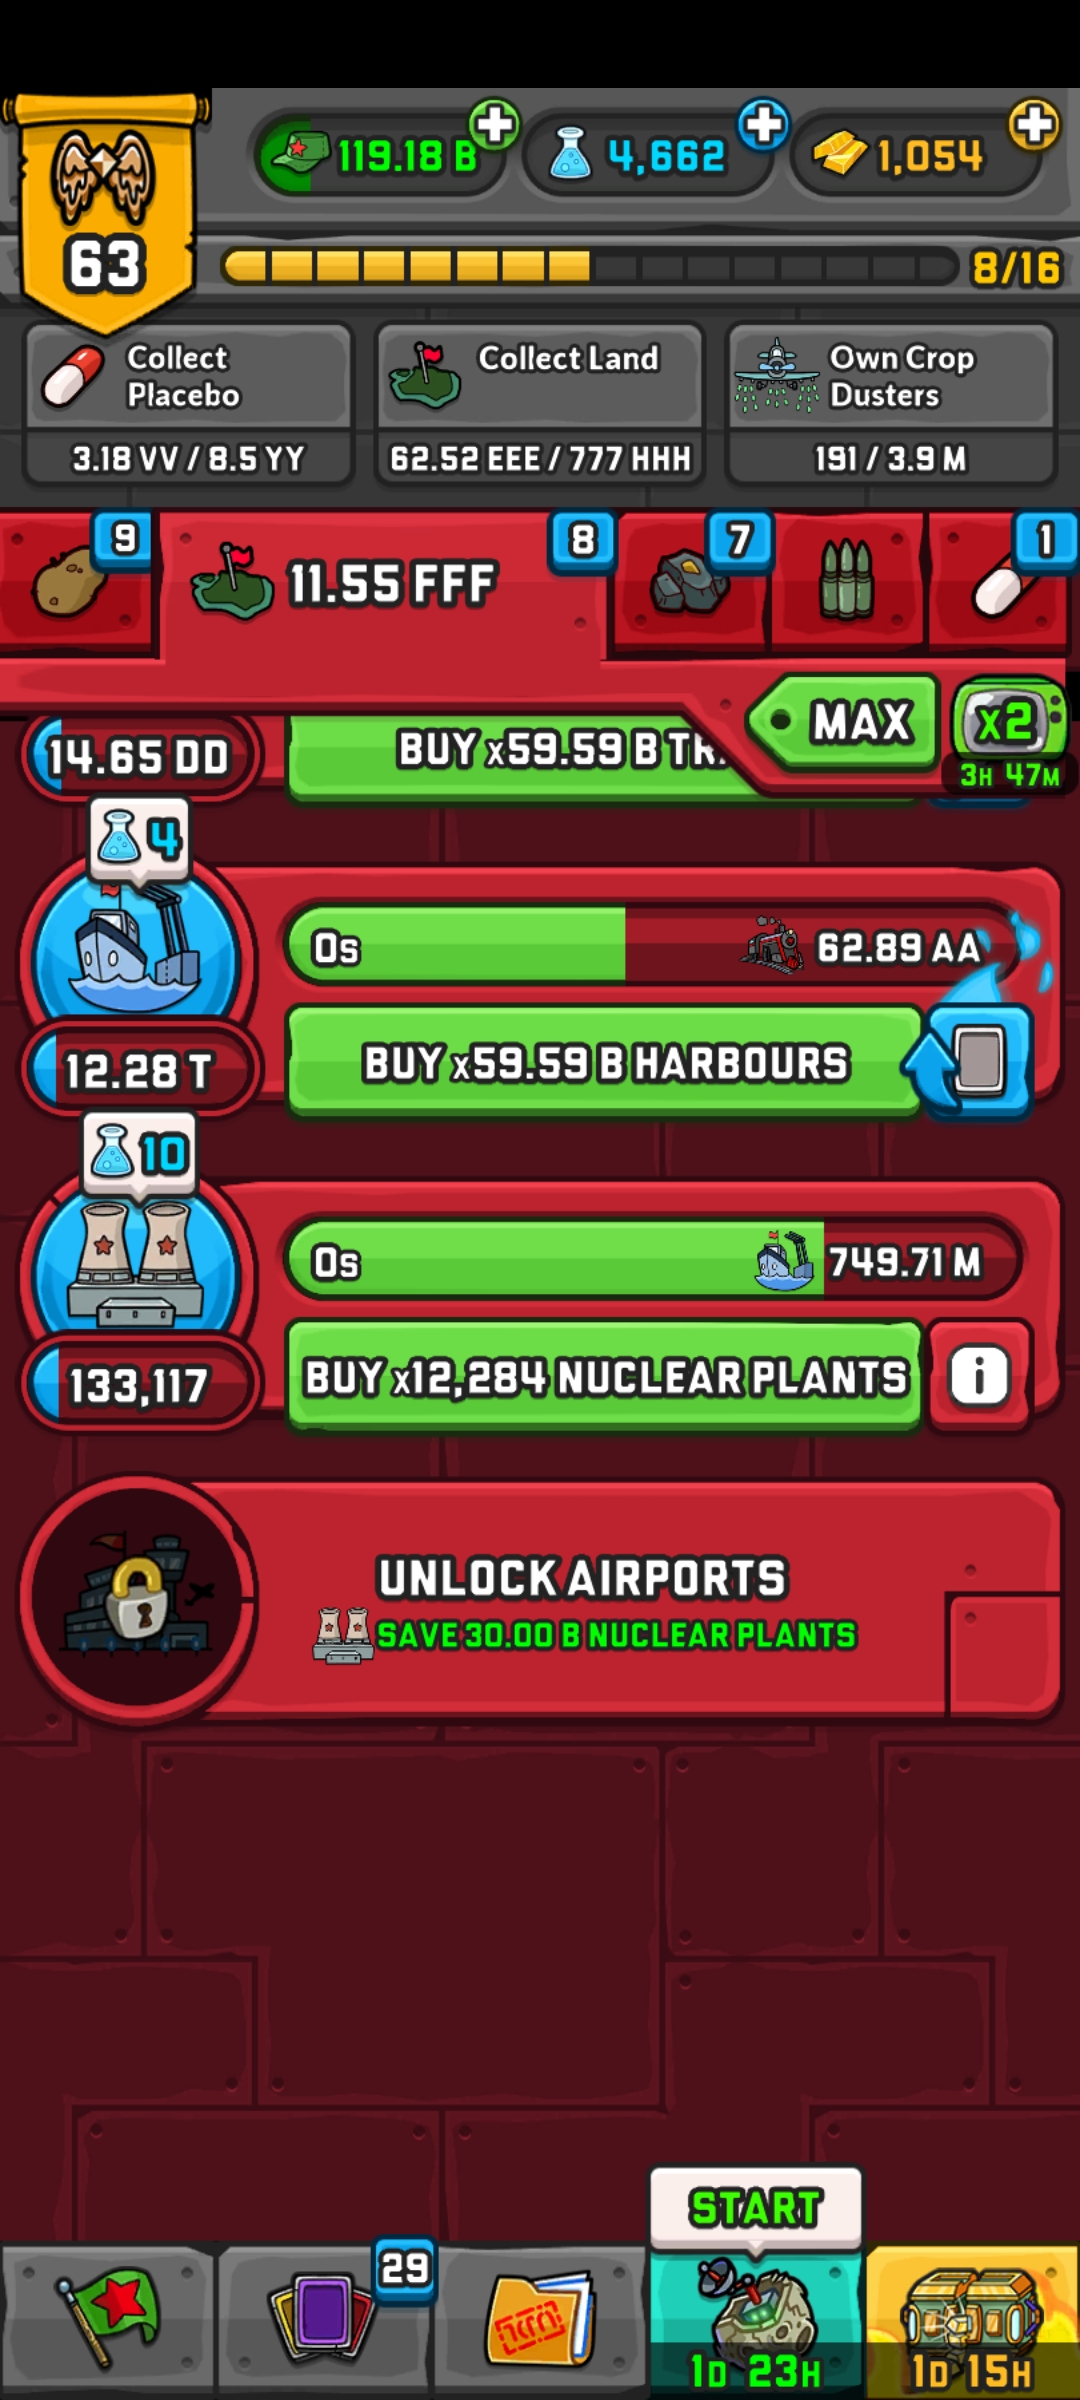 119.18 B
4,662
1,054
63
8/16
Collect
Placebo
3.18 VV / 8.5 YY
Collect Land
62.52 EEE / 777 HHH
Own Crop
Dusters
191 / 3.9 M
9
11.55 FFF
8
7
1
MAX
x2
3H 47M
14.65 DD
BUY x59.59 B
4
0s
62.89 AA
12.28 T
BUY x59.59 B HARBOURS
10
0s
749.71 M
133,117
BUY x12,284 NUCLEAR PLANTS
i
UNLOCK AIRPORTS
SAVE 30.00 B NUCLEAR PLANTS
START
29
1D 23H
1D 15H